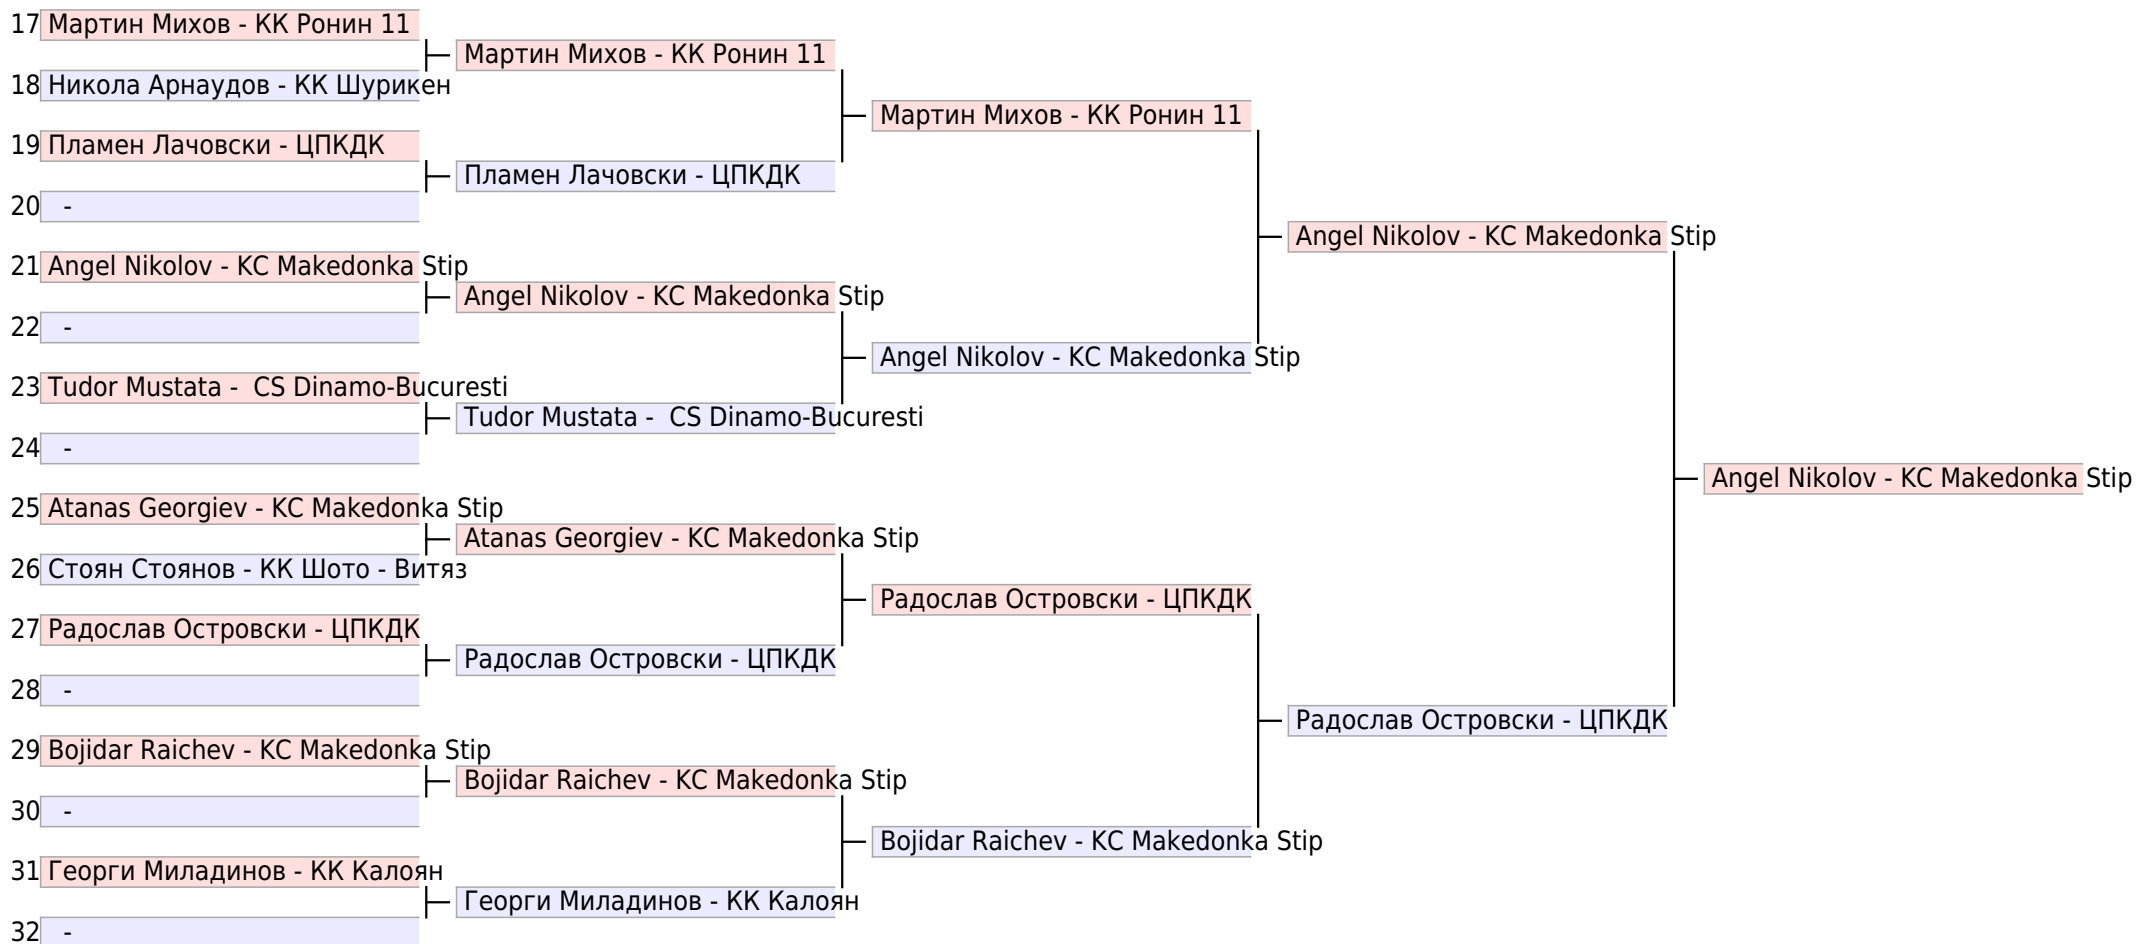 17 Мартин Михов - КК Ронин 11
Мартин Михов - КК Ронин 11
18 Никола Арнаудов - КК Шурикен
Мартин Михов - КК Ронин 11
19 Пламен Лачовски - ЦПКДК
Пламен Лачовски - ЦПКДК
20 -
Angel Nikolov - KC Makedonka Stip
21 Angel Nikolov - KC Makedonka Stip
Angel Nikolov - KC Makedonka Stip
22 -
Angel Nikolov - KC Makedonka Stip
23 Tudor Mustata -  CS Dinamo-Bucuresti
Tudor Mustata -  CS Dinamo-Bucuresti
24 -
Angel Nikolov - KC Makedonka Stip
25 Atanas Georgiev - KC Makedonka Stip
Atanas Georgiev - KC Makedonka Stip
26 Стоян Стоянов - КК Шото - Витяз
Радослав Островски - ЦПКДК
27 Радослав Островски - ЦПКДК
Радослав Островски - ЦПКДК
28 -
Радослав Островски - ЦПКДК
29 Bojidar Raichev - KC Makedonka Stip
Bojidar Raichev - KC Makedonka Stip
30 -
Bojidar Raichev - KC Makedonka Stip
31 Георги Миладинов - КК Калоян
Георги Миладинов - КК Калоян
32 -